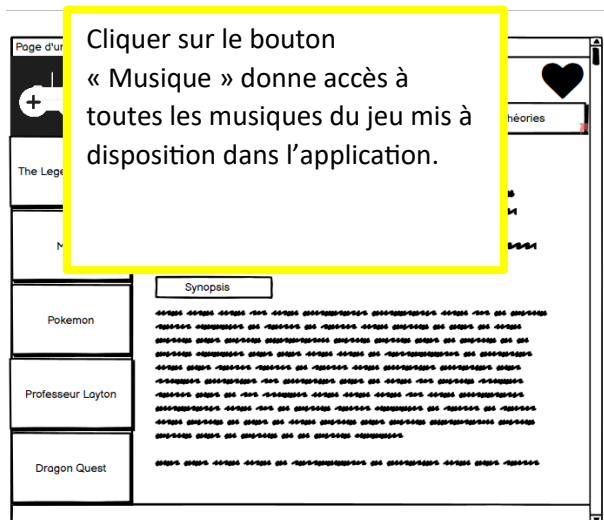 Page d'ur
Cliquer sur le bouton
« Musique » donne accès à
toutes les musiques du jeu mis à
disposition dans l'application.
héories
The Lege
M
Synopsis
Pokemon
Professeur Layton
Dragon Quest